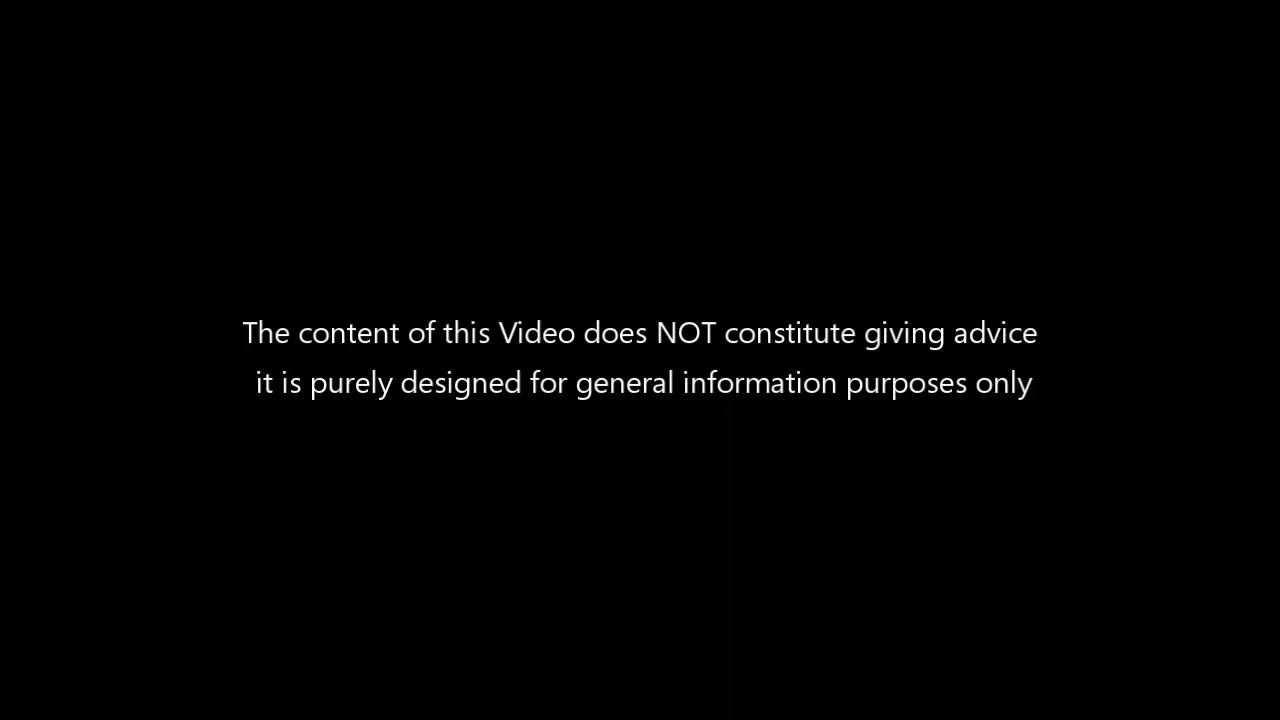 The content of this Video does NOT constitute giving advice
it is purely designed for general information purposes only